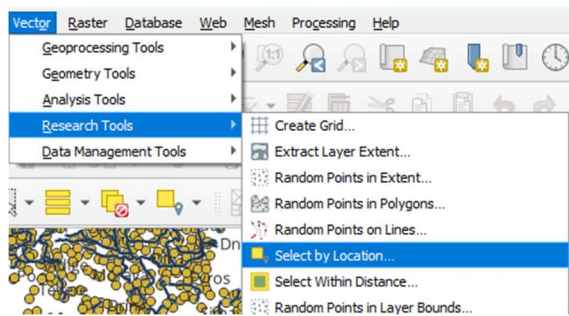 Vector Raster Database Web Mesh Processing Help
Geoprocessing Tools
Geometry Tools
Analysis Tools
Research Tools
Data Management Tools
1:1
Create Grid...
Extract Layer Extent...
Random Points in Extent...
Random Points in Polygons...
Random Points on Lines...
Select by Location...
Select Within Distance...
Random Points in Layer Bounds...